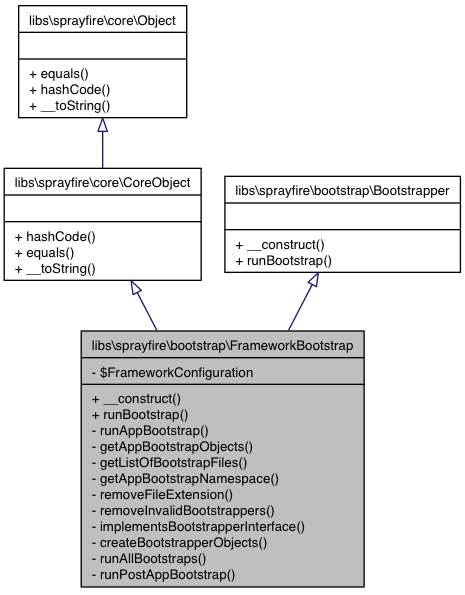 libs\sprayfire\core\Object
+ equals()
+ hashCode()
+ __toString()
libs\sprayfire\core\CoreObject
+ hashCode()
+ equals()
+ __toString()
libs\sprayfire\bootstrap\Bootstrapper
+ __construct()
+ runBootstrap()
libs\sprayfire\bootstrap\FrameworkBootstrap
- $FrameworkConfiguration
+ __construct()
+ runBootstrap()
- runAppBootstrap()
- getAppBootstrapObjects()
- getListOfBootstrapFiles()
- getAppBootstrapNamespace()
- removeFileExtension()
- removeInvalidBootstrappers()
- implementsBootstrapperInterface()
- createBootstrapperObjects()
- runAllBootstraps()
- runPostAppBootstrap()